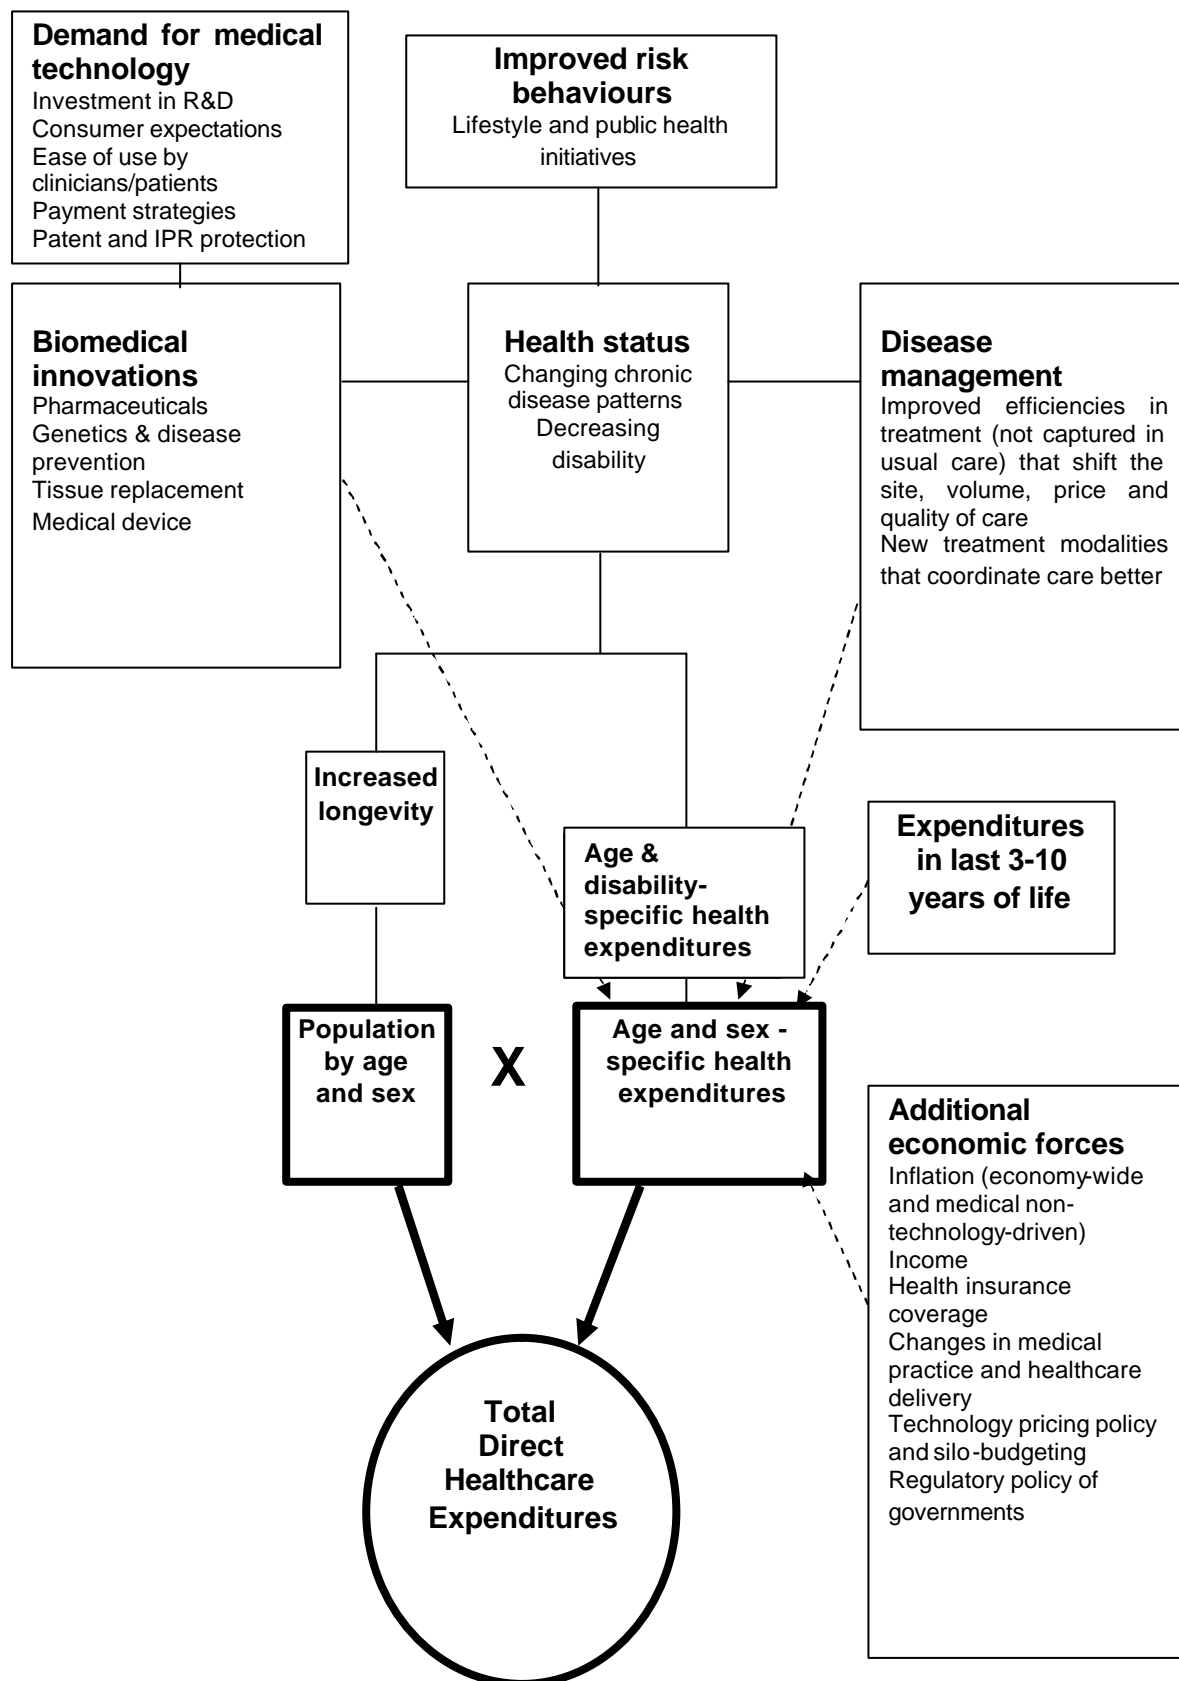 Demand for medical
technology
Investment in R&D
Consumer expectations
Ease of use by
clinicians/patients
Payment strategies
Patent and IPR protection
Improved risk
behaviours
Lifestyle and public health
initiatives
Biomedical
innovations
Pharmaceuticals
Genetics & disease
prevention
Tissue replacement
Medical device
Health status
Changing chronic
disease patterns
Decreasing
disability
Disease
management
Improved efficiencies in
treatment (not captured in
usual care) that shift the
site, volume, price and
quality of care
New treatment modalities
that coordinate care better
Increased
longevity
Age &
disability-
specific health
expenditures
Expenditures
in last 3-10
years of life
Population
by age
and sex
X
Age and sex -
specific health
expenditures
Additional
economic forces
Inflation (economy-wide
and medical non-
technology-driven)
Income
Health insurance
coverage
Changes in medical
practice and healthcare
delivery
Technology pricing policy
and silo-budgeting
Regulatory policy of
governments
Total
Direct
Healthcare
Expenditures